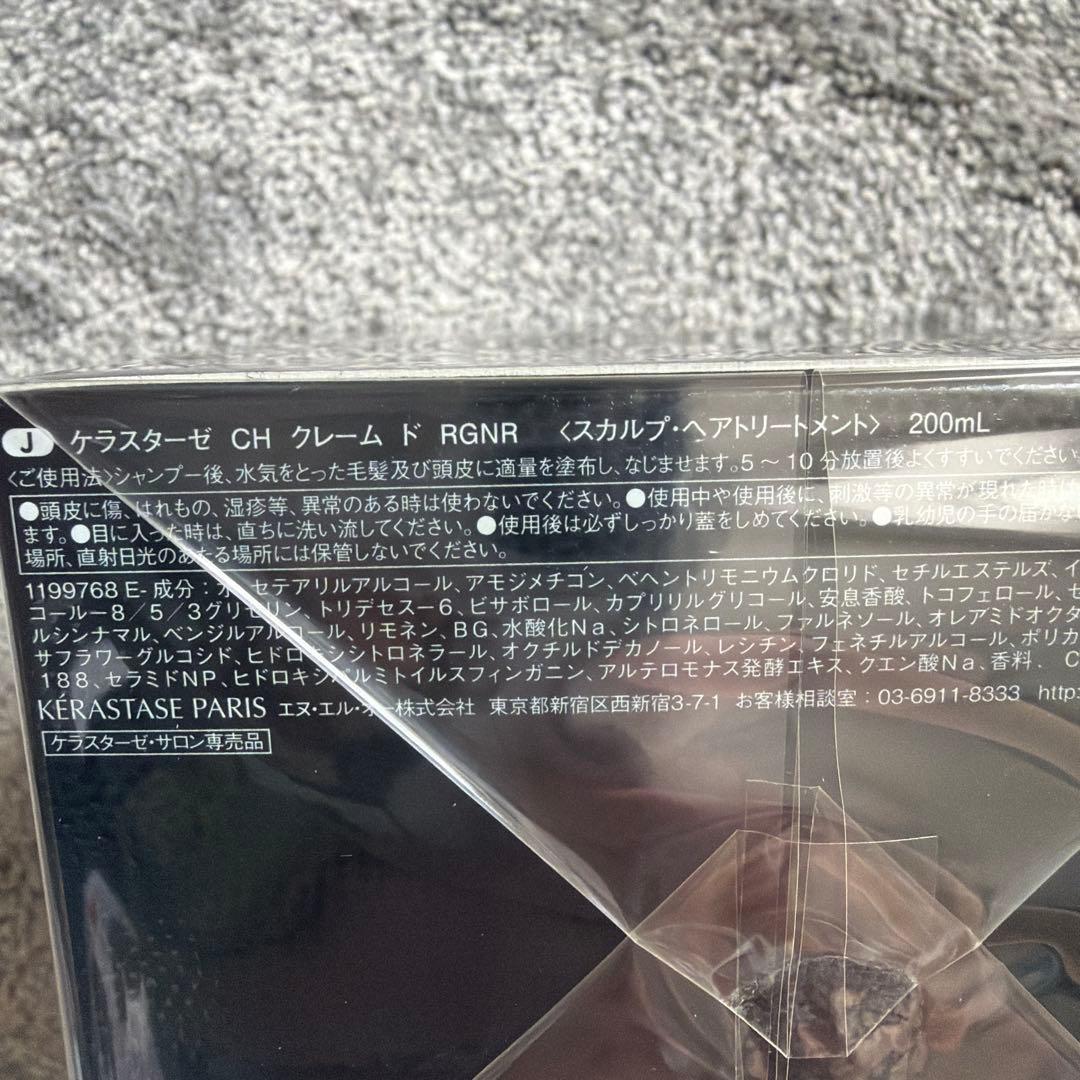 J ケラスターゼ CH クレーム ド RGNR 〈スカルプ・ヘアトリートメント〉 200mL
〈ご使用法〉シャンプー後、水気をとった毛髪及び頭皮に適量を塗布し、なじませます。5～10分放置後よくすすいでください
●頭皮に傷、はれもの、湿疹等、異常のある時は使わないでください。●使用中や使用後に、刺激等の異常が現れた時は
ます。●目に入った時は、直ちに洗い流してください。●使用後は必ずしっかり蓋をしめてください。●乳幼児の手の届かな
場所、直射日光のあたる場所には保管しないでください。
1199768 E- 成分：水、セテアリルアルコール、アモジメチコン、ベヘントリモニウムクロリド、セチルエステルズ、イ
コール－8／5／3グリセリン、トリデセス－6、ビサボロール、カプリリルグリコール、安息香酸、トコフェロール、セ
ルシンナマル、ベンジルアルコール、リモネン、BG、水酸化Na、シトロネロール、ファルネソール、オレアミドオクタ
サフラワーグルコシド、ヒドロキシシトロネラール、オクチルドデカノール、レシチン、フェネチルアルコール、ポリカ
188、セラミドNP、ヒドロキシパルミトイルスフィンガニン、アルテロモナス発酵エキス、クエン酸Na、香料． C
KÉRASTASE PARIS エヌ・エル・オー株式会社 東京都新宿区西新宿3-7-1 お客様相談室：03-6911-8333 http
ケラスターゼ・サロン専売品